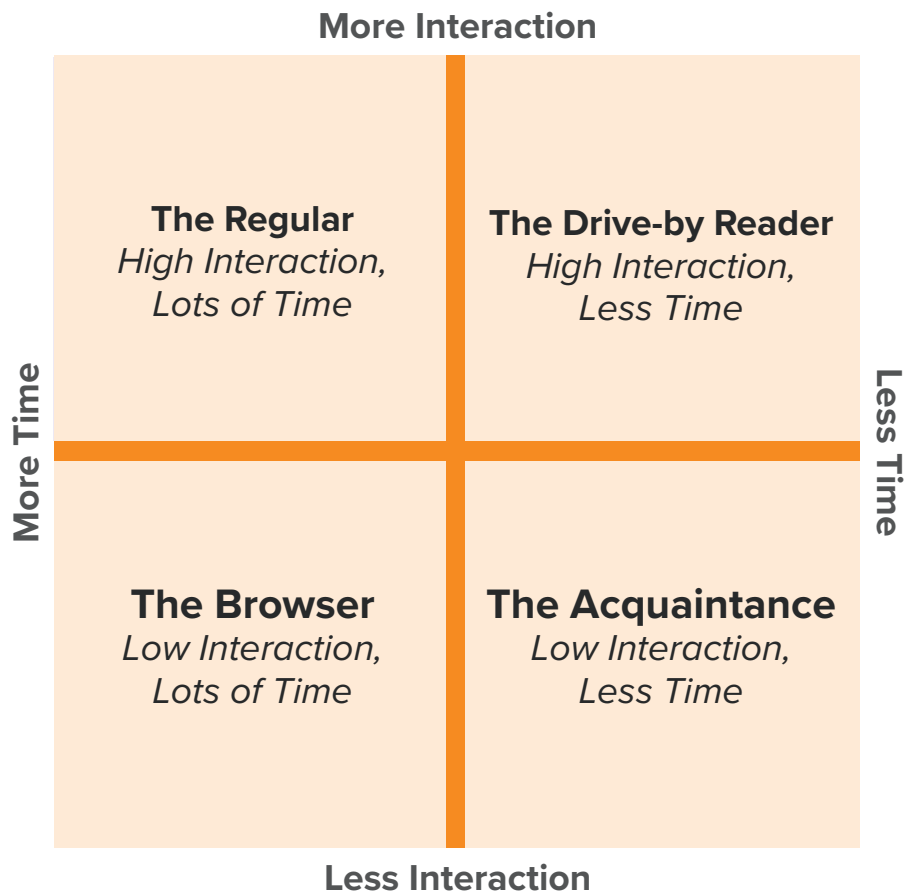 More Interaction
The Regular
High Interaction,
Lots of Time
The Drive-by Reader
High Interaction,
Less Time
More Time
Less Time
The Browser
Low Interaction,
Lots of Time
The Acquaintance
Low Interaction,
Less Time
Less Interaction